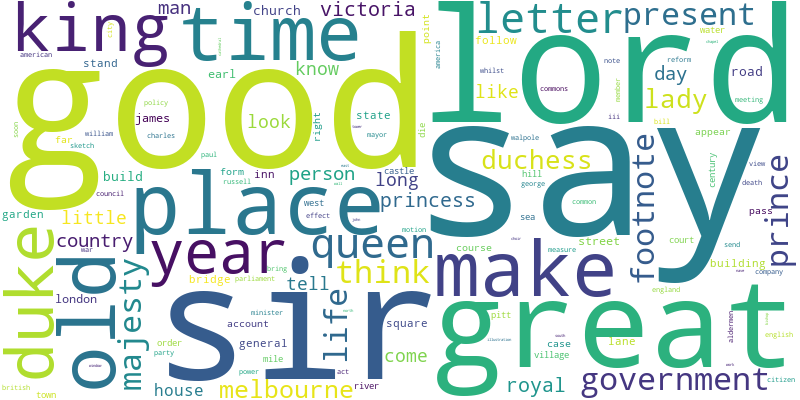 king
man
church
victoria
letter
present
time
good
lord
say
sir
great
place
year
queen
make
old
duke
majesty
life
think
melbourne
government
prince
footnote
duchess
princess
lady
like
day
road
water
follow
point
america
whilst
commons
note
member
reform
meeting
bill
iii
city
american
stand
earl
know
james
look
state
right
mayor
die
walpole
appear
policy
charles
william
far
soon
sketch
paul
build
form
inn
person
castle
long
russell
council
west
hill
george
common
century
view
death
garden
little
effect
sea
pass
country
war
motion
street
court
send
course
measure
building
company
bridge
bring
parliament
tell
london
england
minister
account
square
pitt
case
lane
village
aldermen
english
order
party
general
mile
come
british
town
house
power
act
river
royal
citizen